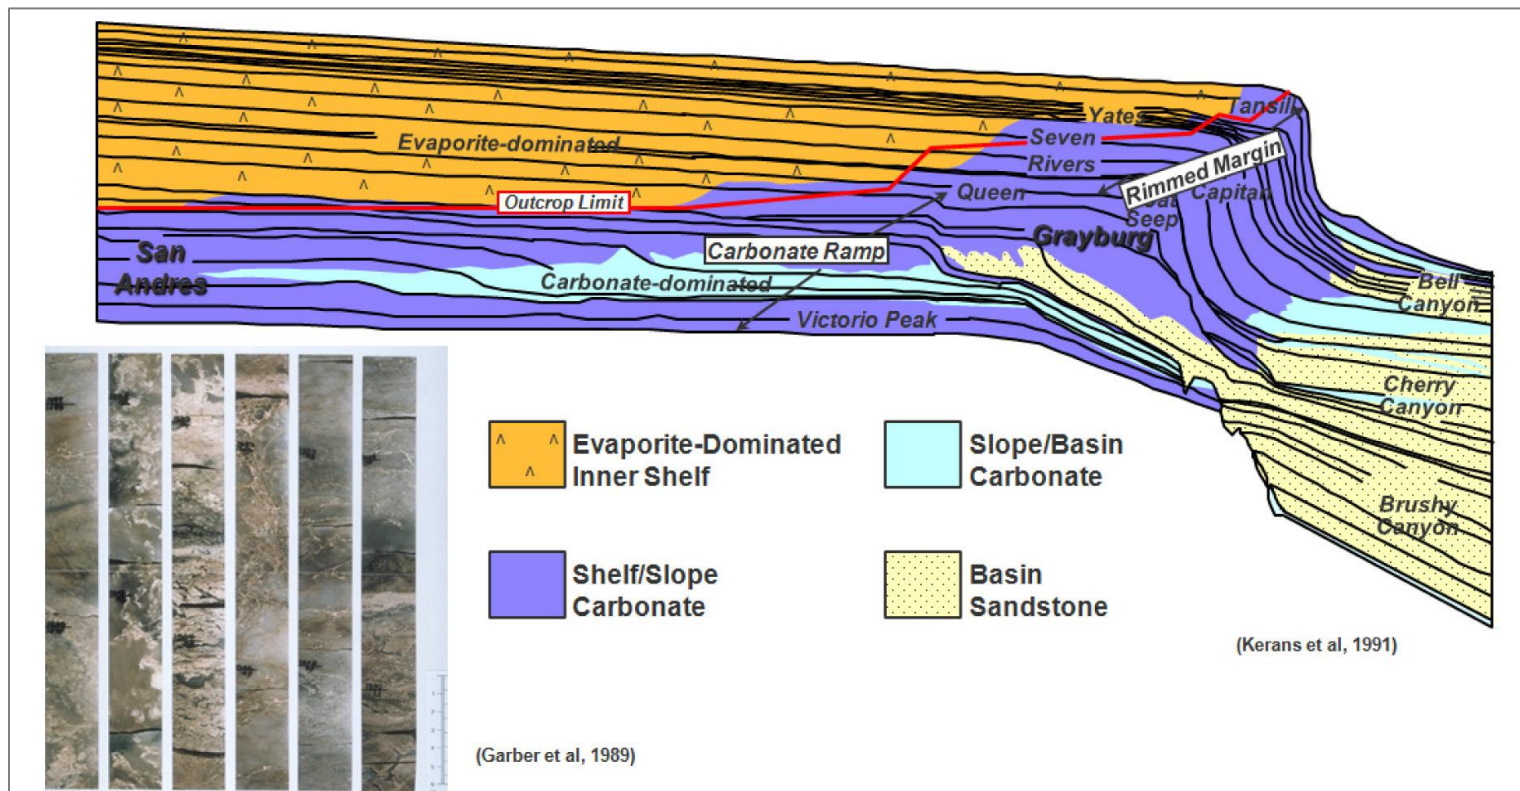 Tansill
Yates
Seven
Rivers
Evaporite-dominated
Rimmed Margin
Queen
Capitan
Outcrop Limit
Seep
Grayburg
San
Andres
Carbonate Ramp
Carbonate-dominated
Bell
Canyon
Victorio Peak
Cherry
Canyon
Brushy
Canyon
Evaporite-Dominated
Inner Shelf
Slope/Basin
Carbonate
Shelf/Slope
Carbonate
Basin
Sandstone
(Kerans et al, 1991)
(Garber et al, 1989)